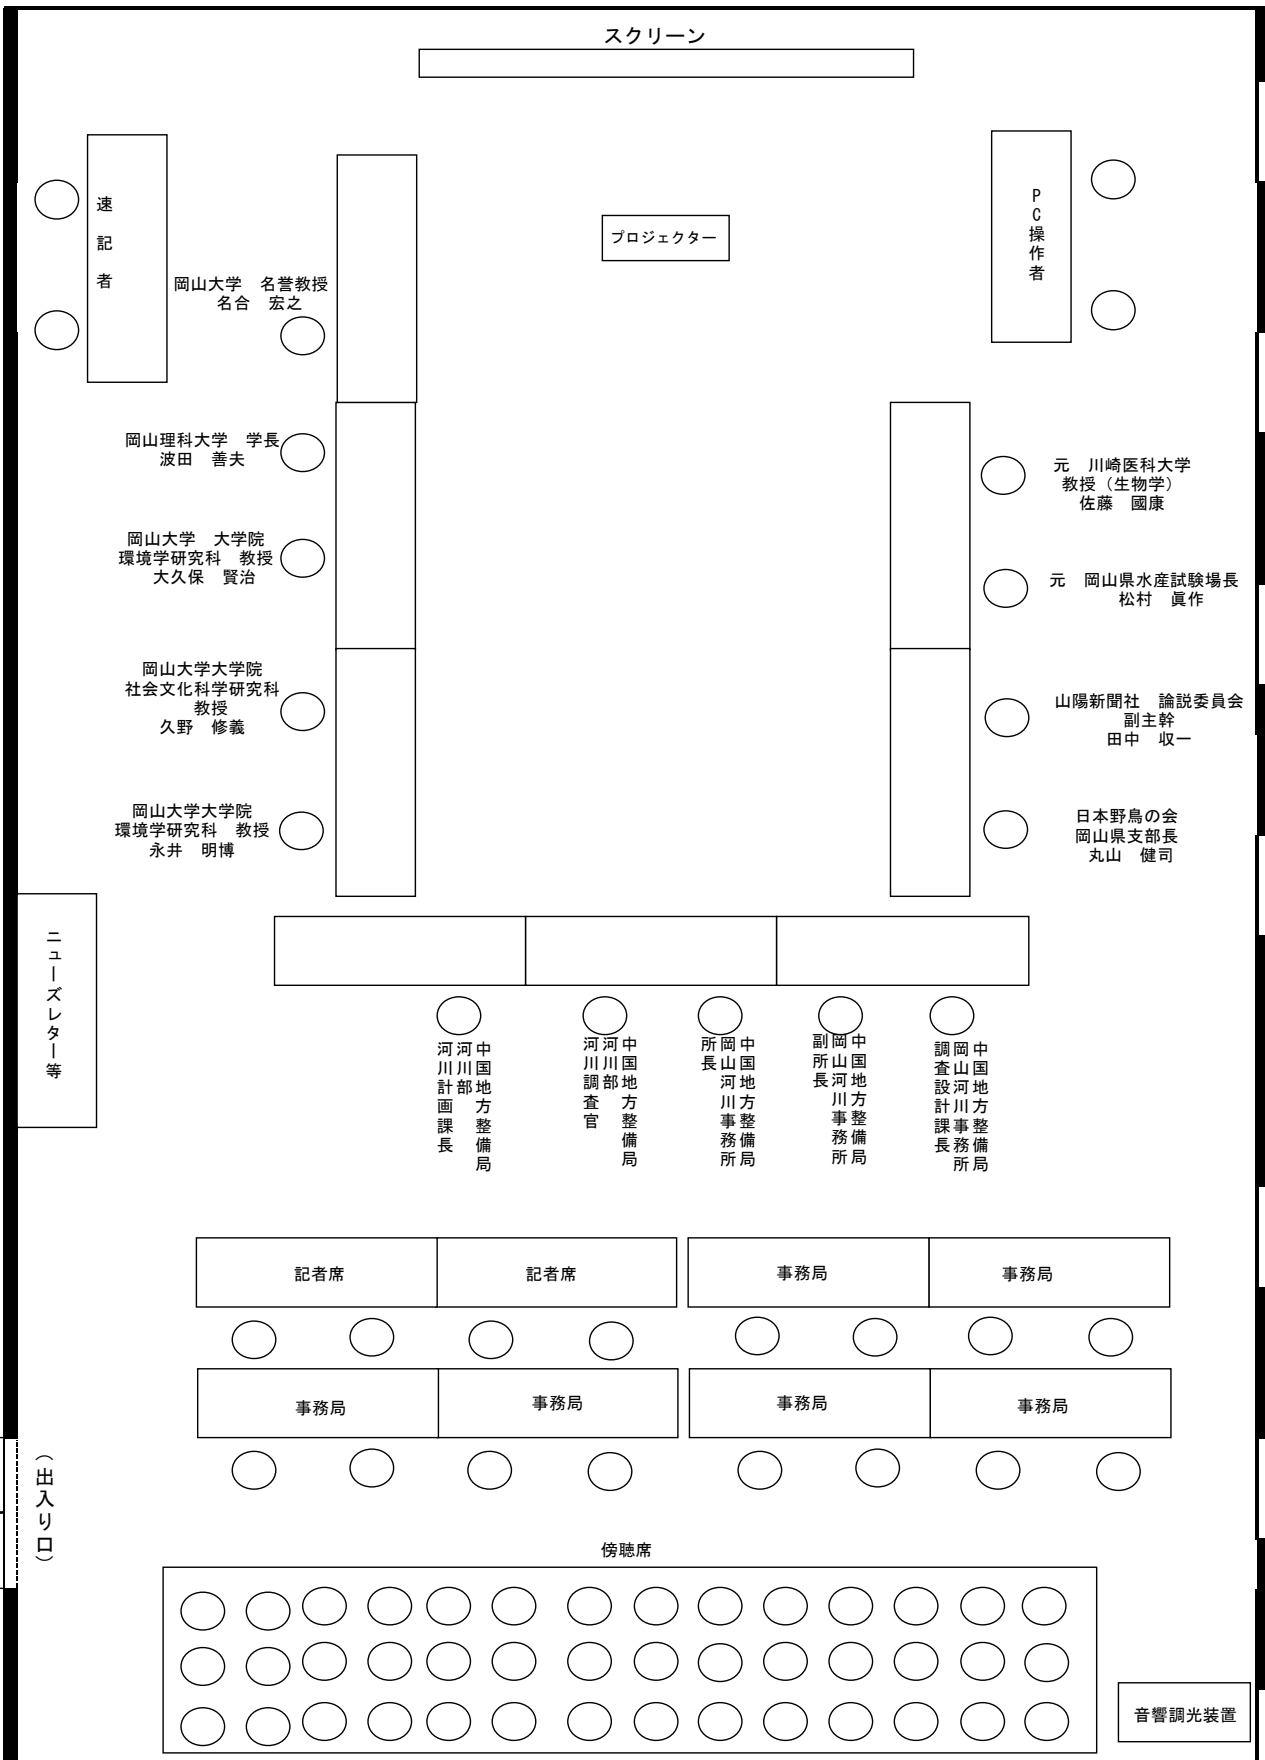 スクリーン
速記者
プロジェクター
PC操作者
岡山大学　名誉教授
名合　宏之
岡山理科大学　学長
波田　善夫
岡山大学　大学院
環境学研究科　教授
大久保　賢治
岡山大学大学院
社会文化科学研究科
教授
久野　修義
岡山大学大学院
環境学研究科　教授
永井　明博
元　川崎医科大学
教授（生物学）
佐藤　國康
元　岡山県水産試験場長
松村　眞作
山陽新聞社　論説委員会
副主幹
田中　収一
日本野鳥の会
岡山県支部長
丸山　健司
ニューズレター等
中国地方整備局
河川部
河川計画課長
中国地方整備局
河川部
河川調査官
中国地方整備局
岡山河川事務所
所長
中国地方整備局
岡山河川事務所
副所長
中国地方整備局
岡山河川事務所
調査設計課長
記者席
記者席
事務局
事務局
事務局
事務局
事務局
事務局
（出入り口）
傍聴席
音響調光装置